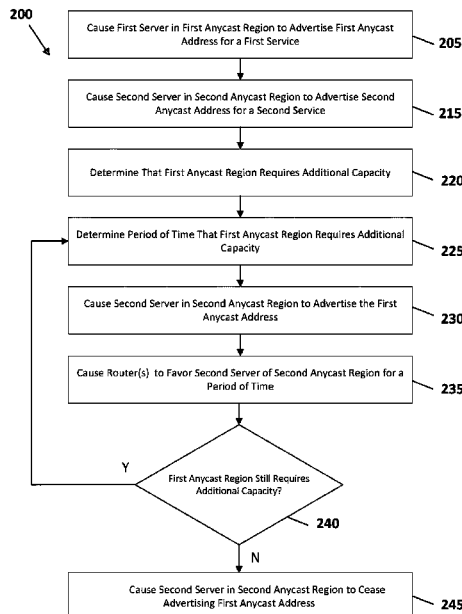 200
Cause First Server in First Anycast Region to Advertise First Anycast
Address for a First Service
205
Cause Second Server in Second Anycast Region to Advertise Second
Anycast Address for a Second Service
215
Determine That First Anycast Region Requires Additional Capacity
220
Determine Period of Time That First Anycast Region Requires Additional
Capacity
225
Cause Second Server in Second Anycast Region to Advertise the First
Anycast Address
230
Cause Router(s) to Favor Second Server of Second Anycast Region for a
Period of Time
235
Y
First Anycast Region Still Requires
Additional Capacity?
240
N
Cause Second Server in Second Anycast Region to Cease
Advertising First Anycast Address
245